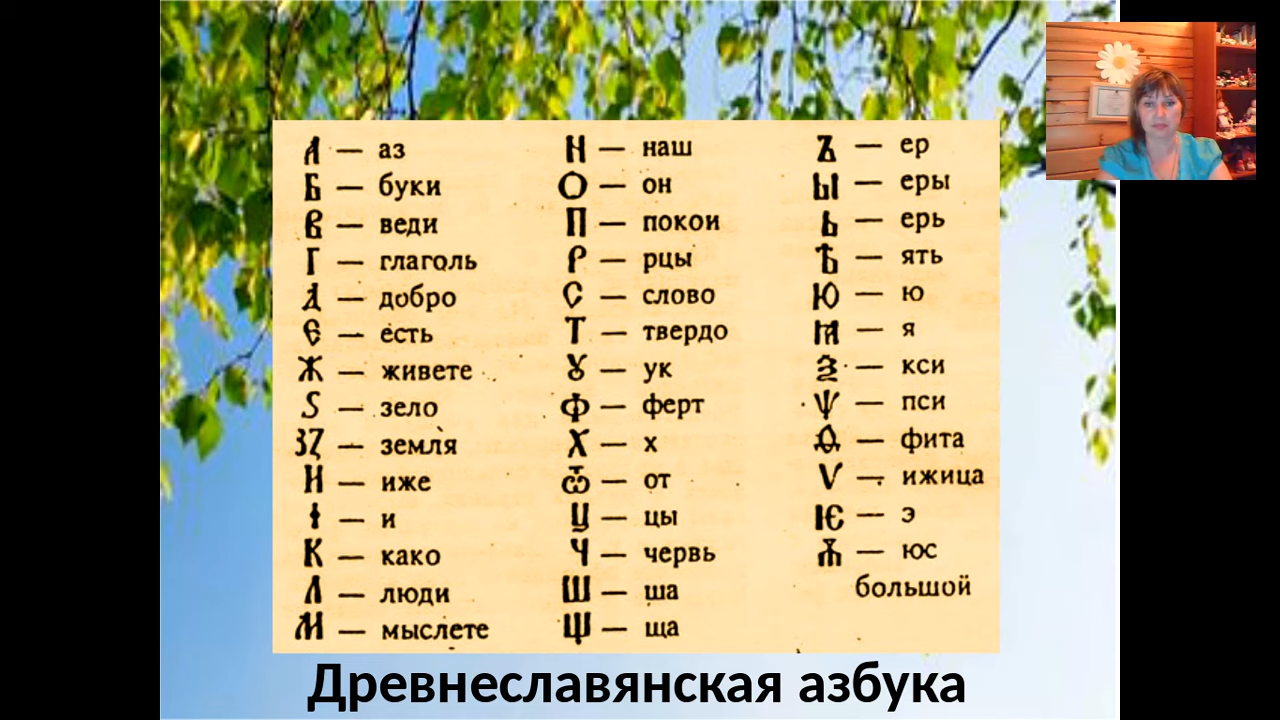 А — аз
Б — буки
В — веди
Г — глаголь
Д — добро
Є — есть
Ж — живете
Ѕ — зело
ЗⱿ — земля
И — иже
І — и
К — како
Л — люди
М — мыслете
Н — наш
О — он
П — покои
Р — рцы
С — слово
Т — твердо
Ꙋ — ук
Ф — ферт
Х — х
Ѿ — от
Ц — цы
Ч — червь
Ш — ша
Щ — ща
Ъ — ер
Ы — еры
Ь — ерь
Ѣ — ять
Ю — ю
Ꙗ — я
Ѯ — кси
Ѱ — пси
Ѳ — фита
Ѵ — ижица
Ѥ — э
Ѫ — юс
большой
Древнеславянская азбука